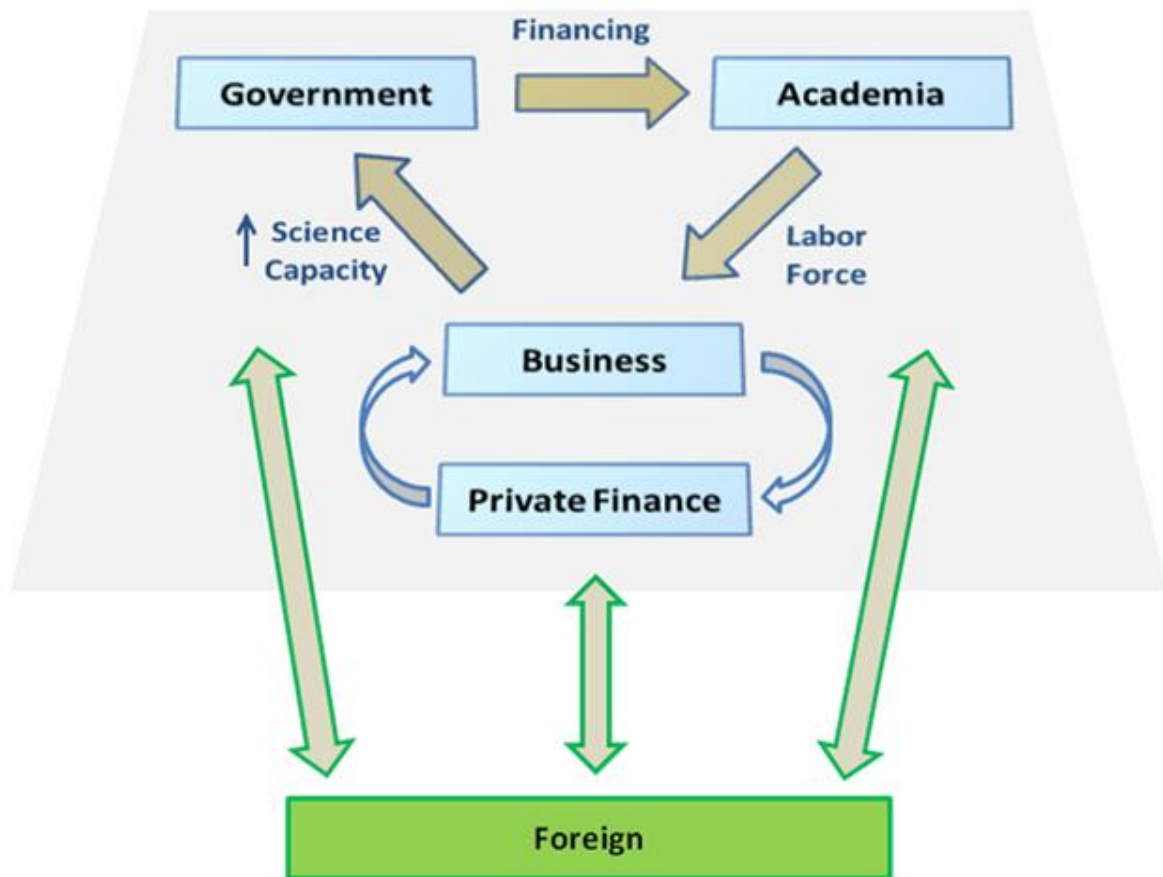 Financing
Government
Academia
Science
Capacity
Labor
Force
Business
Private Finance
Foreign